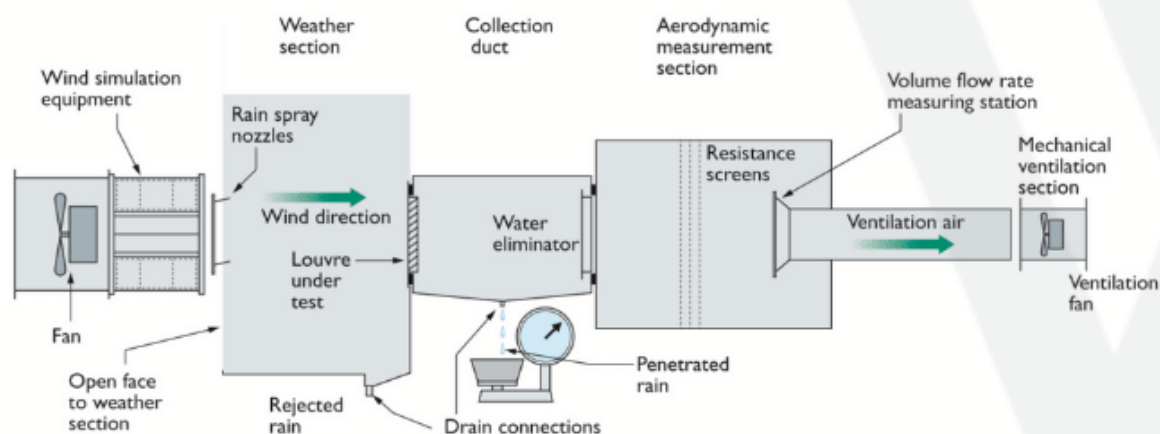 Weather
section
Collection
duct
Aerodynamic
measurement
section
Wind simulation
equipment
Rain spray
nozzles
Volume flow rate
measuring station
Mechanical
ventilation
section
Resistance
screens
Wind direction
Water
eliminator
Ventilation air
Louvre
under
test
Ventilation
fan
Fan
Open face
to weather
section
Rejected
rain
Drain connections
Penetrated
rain